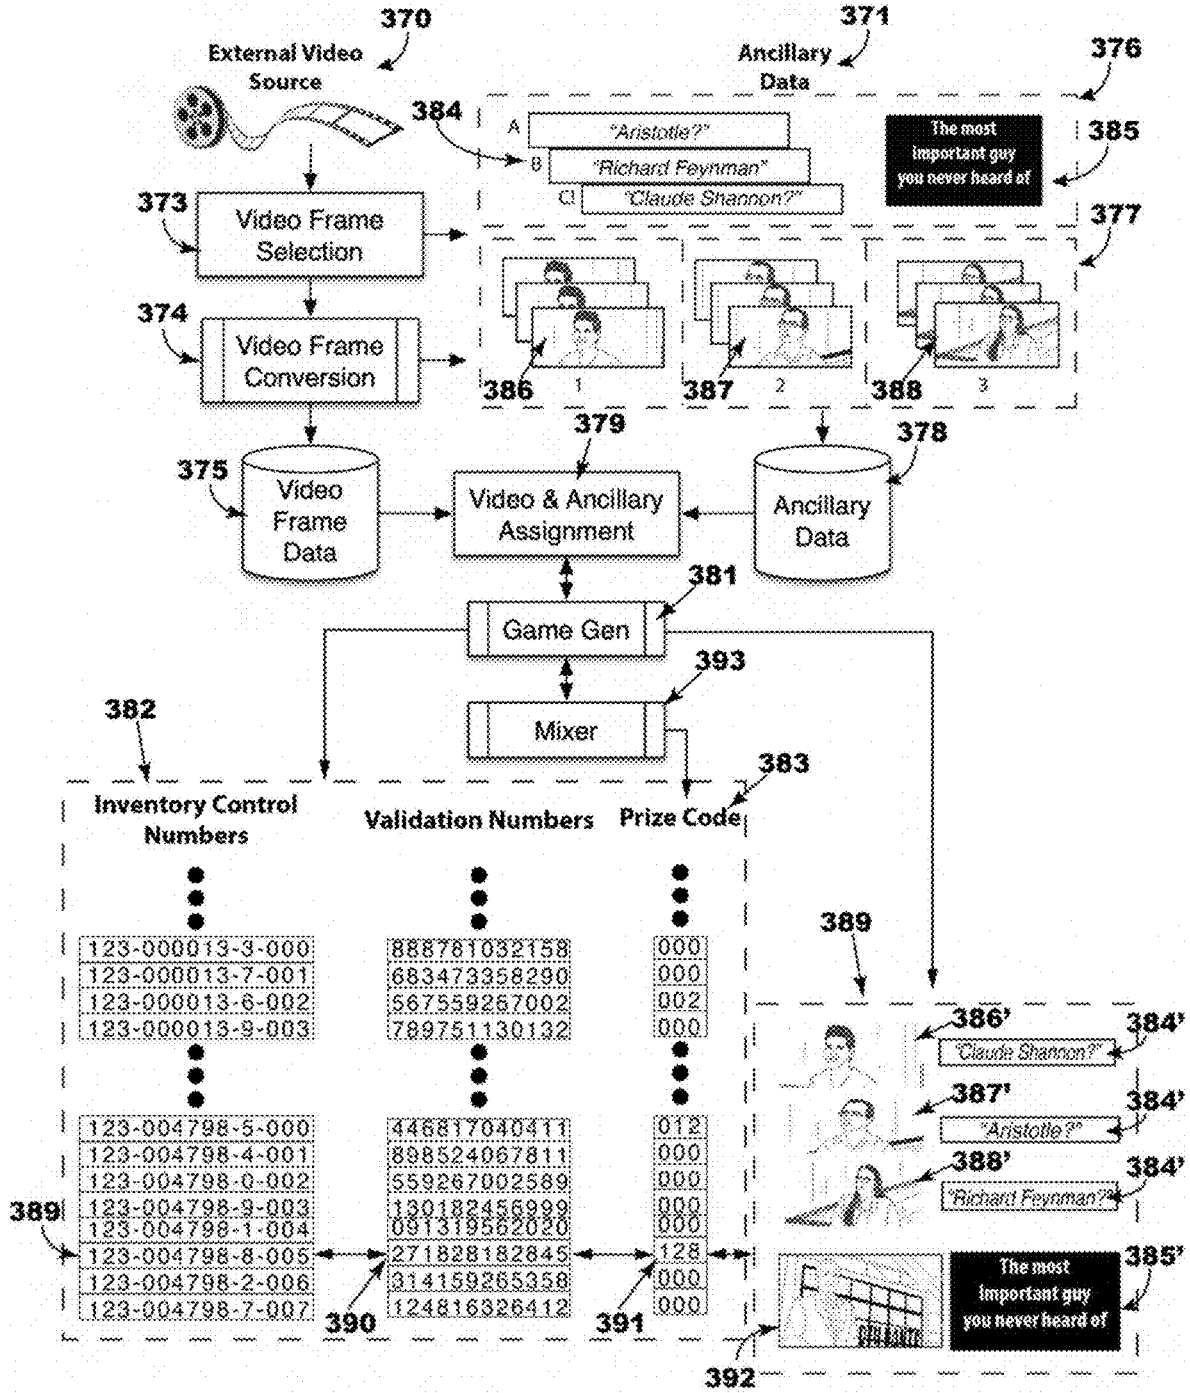 370
371
External Video
Source
Ancillary
Data
376
384
A
"Aristotle?"
B
"Richard Feynman"
C!
"Claude Shannon?"
The most
important guy
you never heard of
385
373
Video Frame
Selection
377
374
Video Frame
Conversion
386
1
387
2
388
3
379
378
375
Video
Frame
Data
Video & Ancillary
Assignment
Ancillary
Data
381
Game Gen
393
Mixer
382
383
Inventory Control
Numbers
Validation Numbers
Prize Code
123-000013-3-000 888781032158 000
123-000013-7-001 683473358290 000
123-000013-6-002 567559267002 002
123-000013-9-003 789751130132 000
123-004798-5-000 446817040411 012
123-004798-4-001 898524067811 000
123-004798-0-002 559267002589 000
123-004798-9-003 130182456999 000
123-004798-1-004 091319562020 000
123-004798-8-005 271828182845 128
123-004798-2-006 314159265358 000
123-004798-7-007 124816326412 000
389
390
391
389
386'
384'
"Claude Shannon?"
387'
384'
"Aristotle?"
388'
384'
"Richard Feynman?"
385'
The most
important guy
you never heard of
392